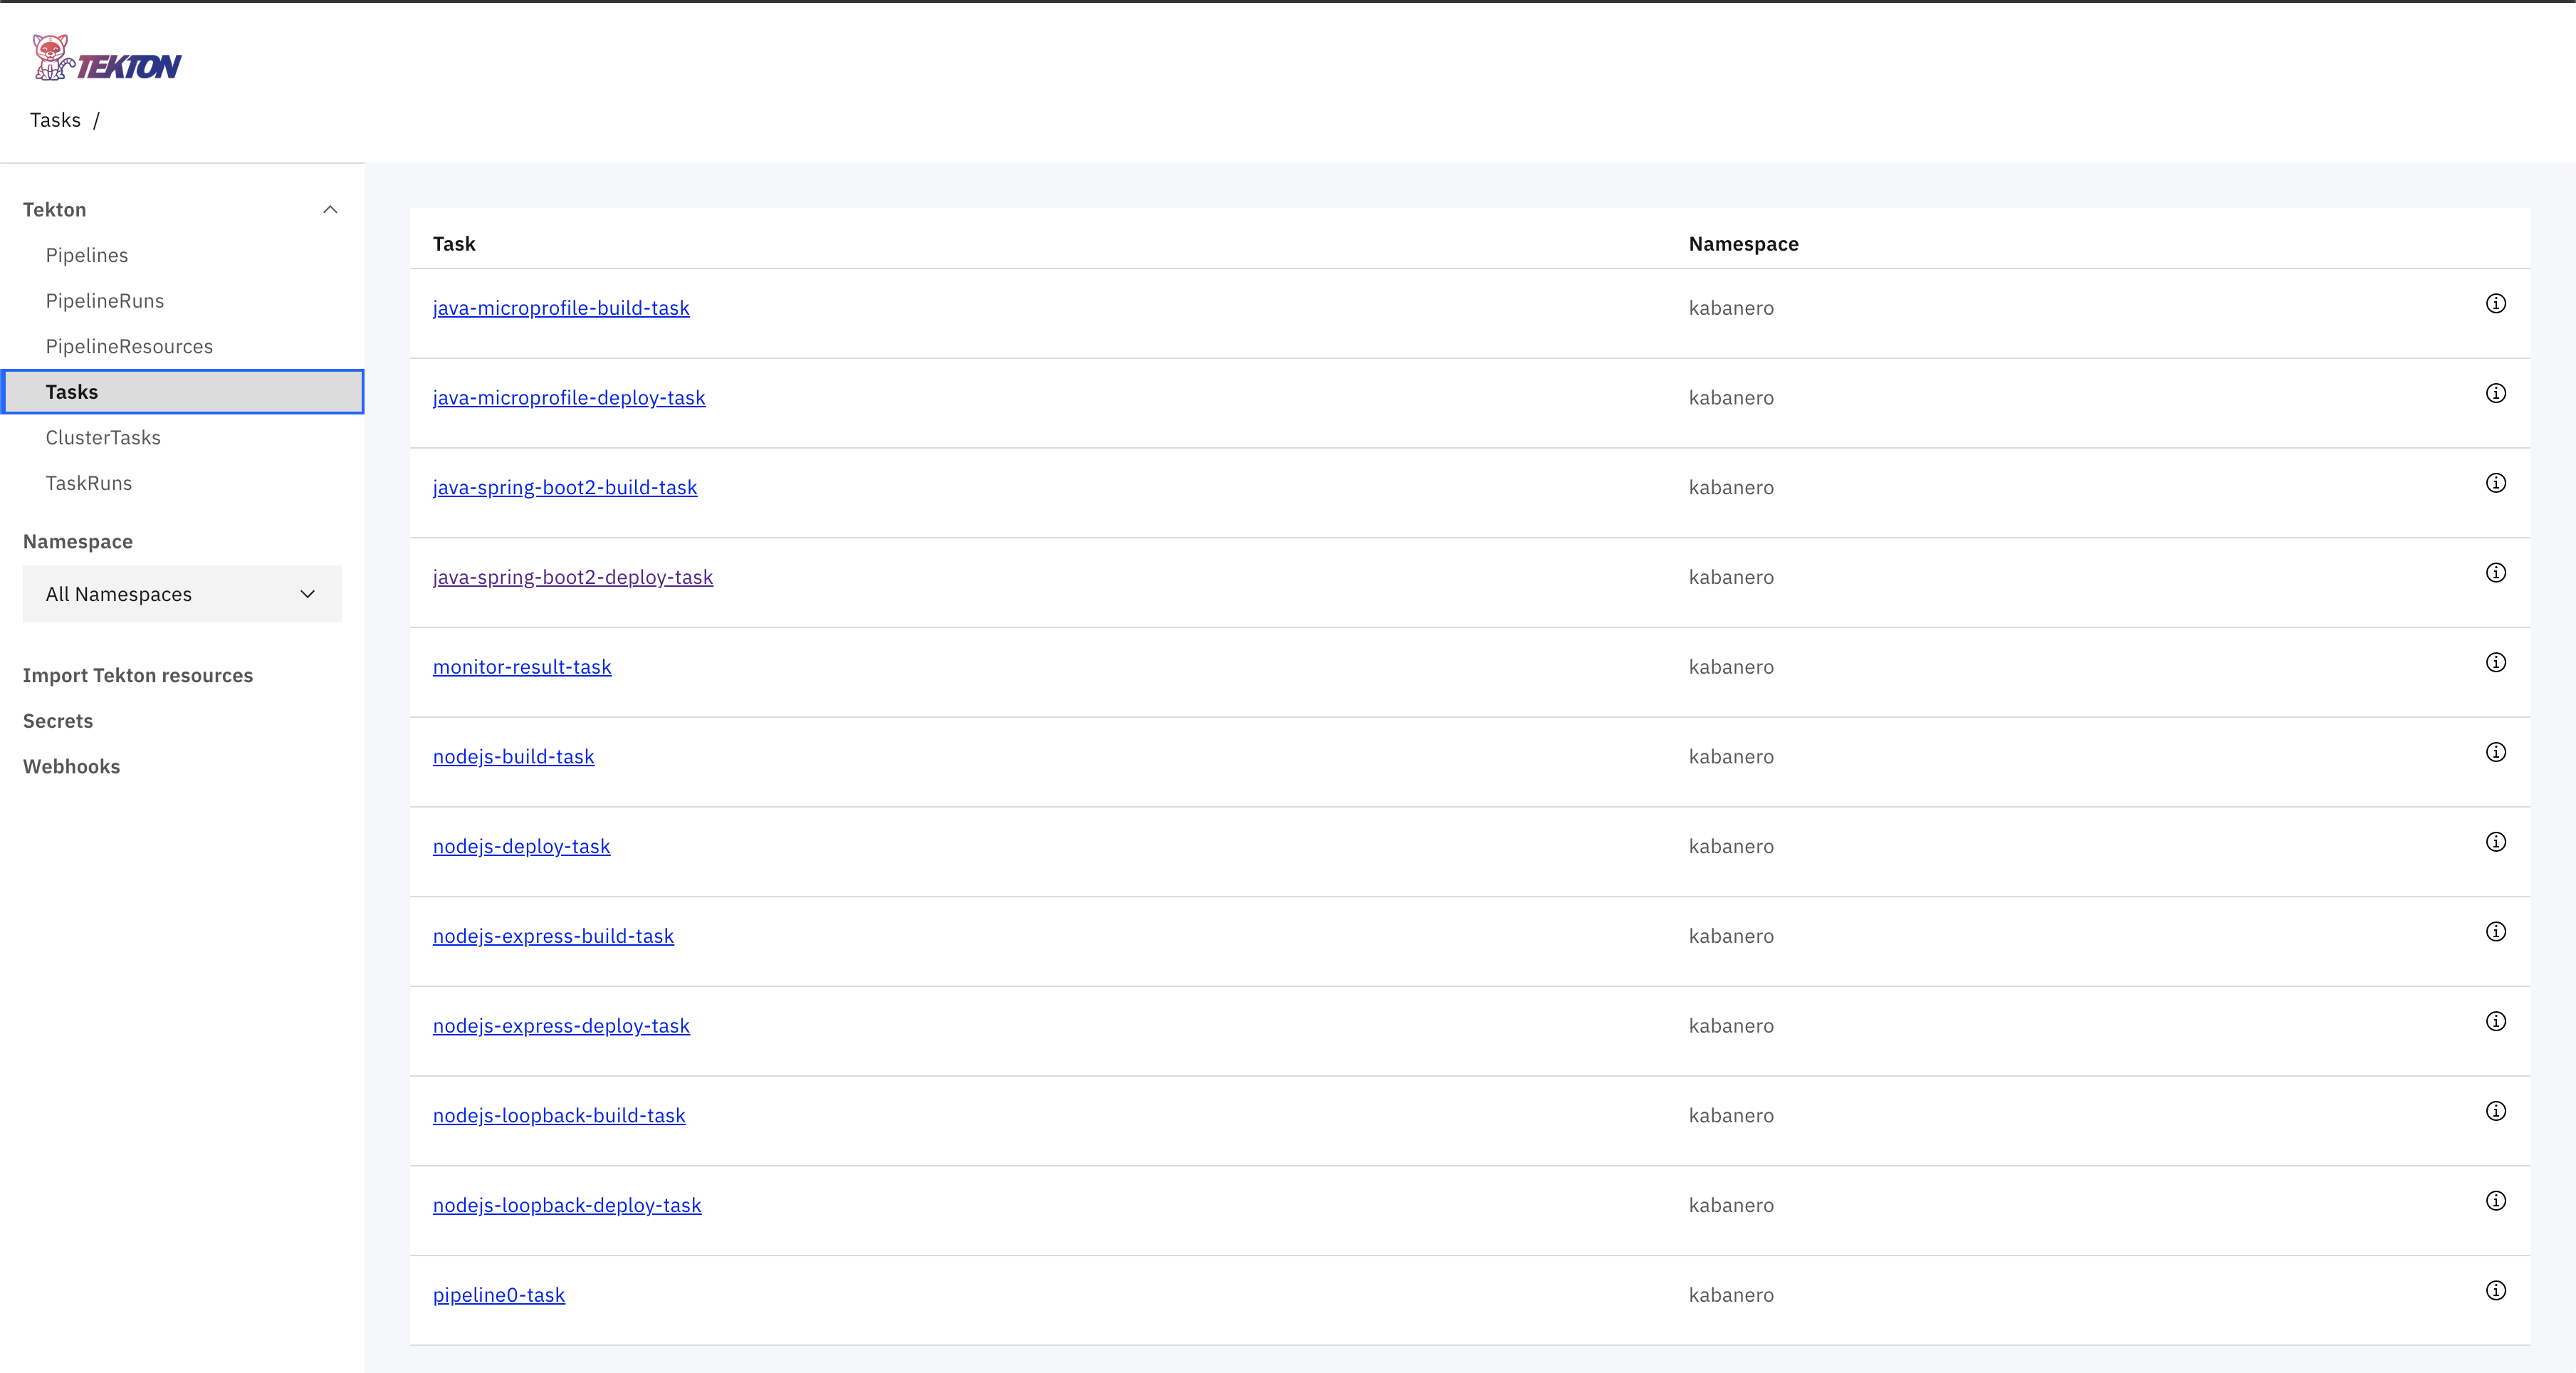 TEKTON
Tasks /
Tekton
Pipelines
PipelineRuns
PipelineResources
Tasks
ClusterTasks
TaskRuns
Namespace
All Namespaces
Import Tekton resources
Secrets
Webhooks
Task Namespace
java-microprofile-build-task kabanero
java-microprofile-deploy-task kabanero
java-spring-boot2-build-task kabanero
java-spring-boot2-deploy-task kabanero
monitor-result-task kabanero
nodejs-build-task kabanero
nodejs-deploy-task kabanero
nodejs-express-build-task kabanero
nodejs-express-deploy-task kabanero
nodejs-loopback-build-task kabanero
nodejs-loopback-deploy-task kabanero
pipeline0-task kabanero